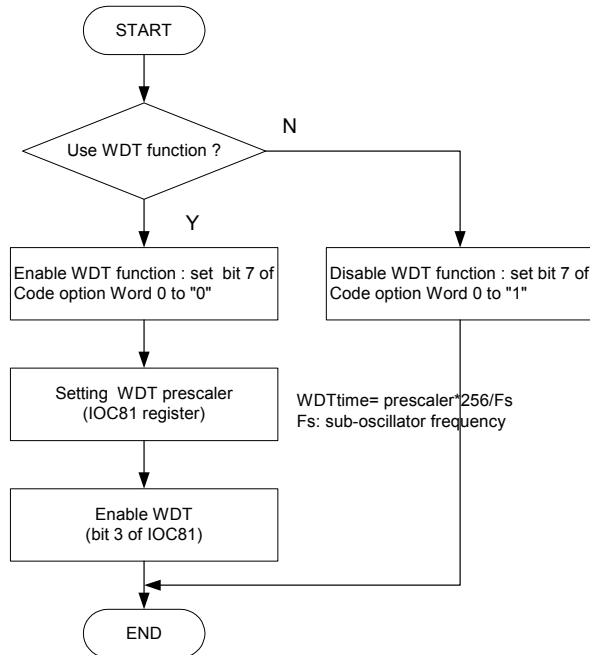 START
Use WDT function ?
N
Y
Enable WDT function : set bit 7 of
Code option Word 0 to "0"
Disable WDT function : set bit 7 of
Code option Word 0 to "1"
Setting WDT prescaler
(IOC81 register)
WDTtime= prescaler*256/Fs
Fs: sub-oscillator frequency
Enable WDT
(bit 3 of IOC81)
END